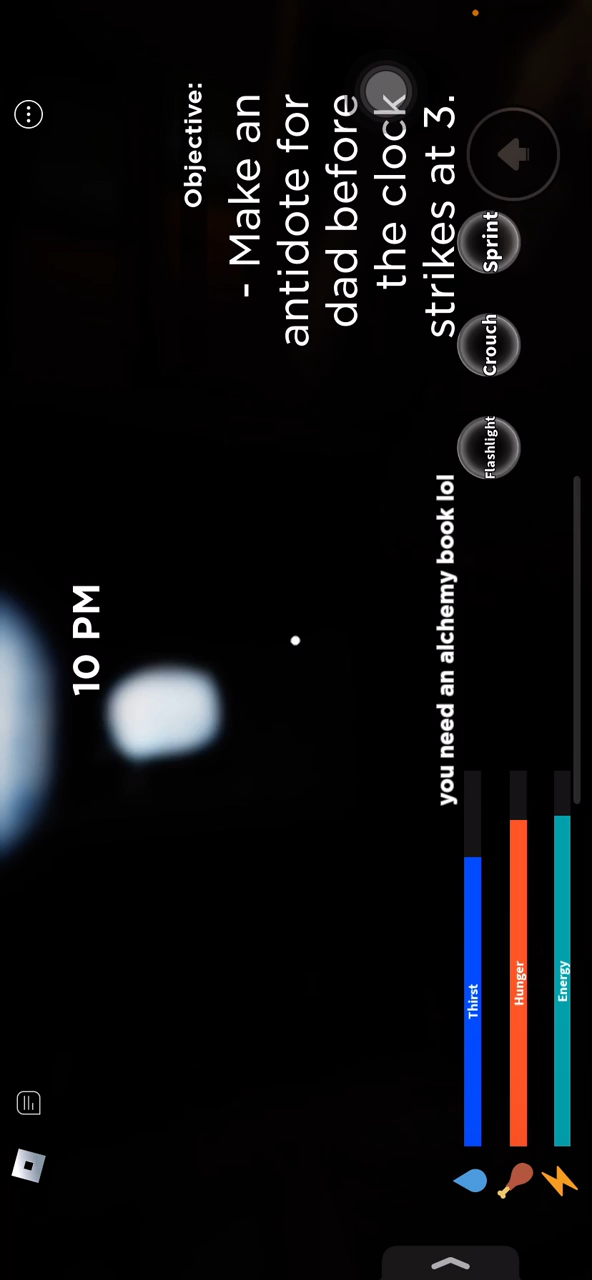 Objective:
- Make an
antidote for
dad before
the clock
strikes at 3.
10 PM
Sprint
Crouch
Flashlight
you need an alchemy book lol
Thirst
Hunger
Energy